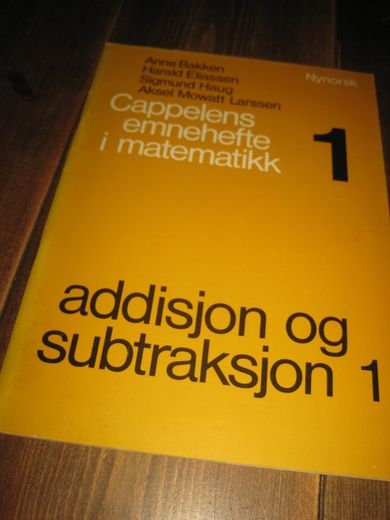 Anne Bakken
Harald Eliassen
Sigmund Haug
Aksel Mowatt Larssen
Nynorsk
Cappelens
emnehefte
i matematikk
1
addisjon og
subtraksjon 1